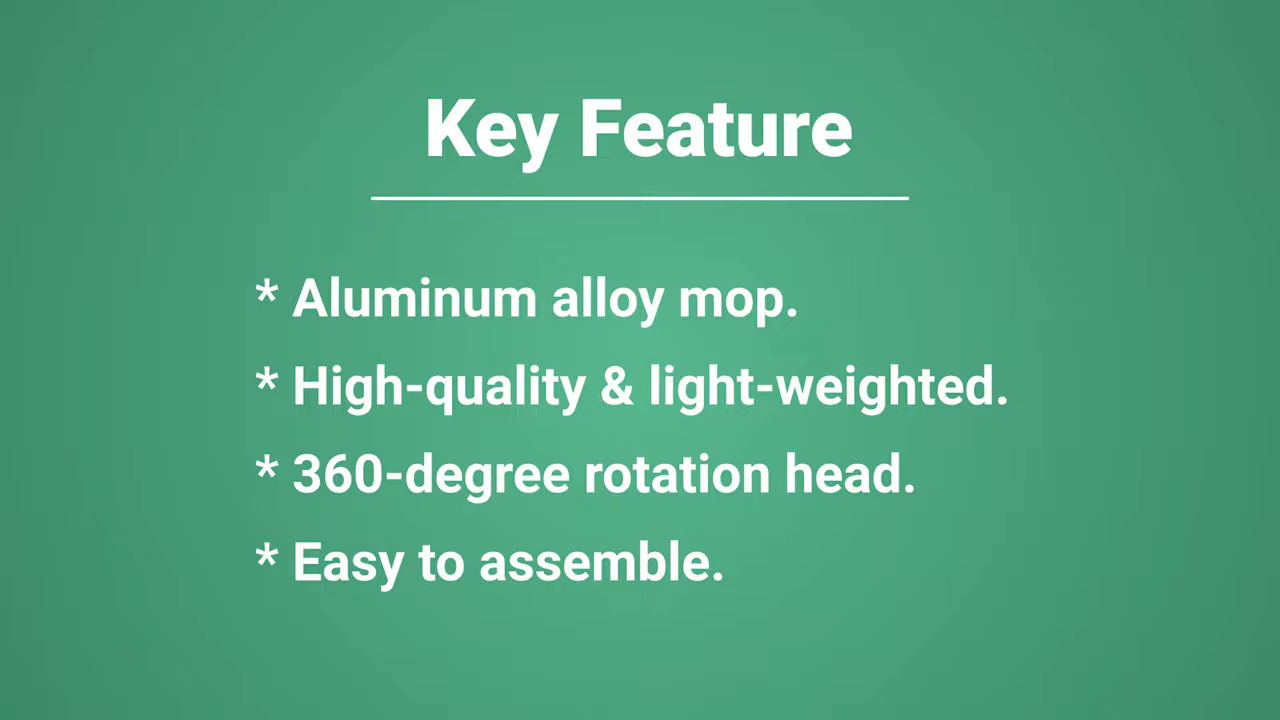 Key Feature
* Aluminum alloy mop.
* High-quality & light-weighted.
* 360-degree rotation head.
* Easy to assemble.